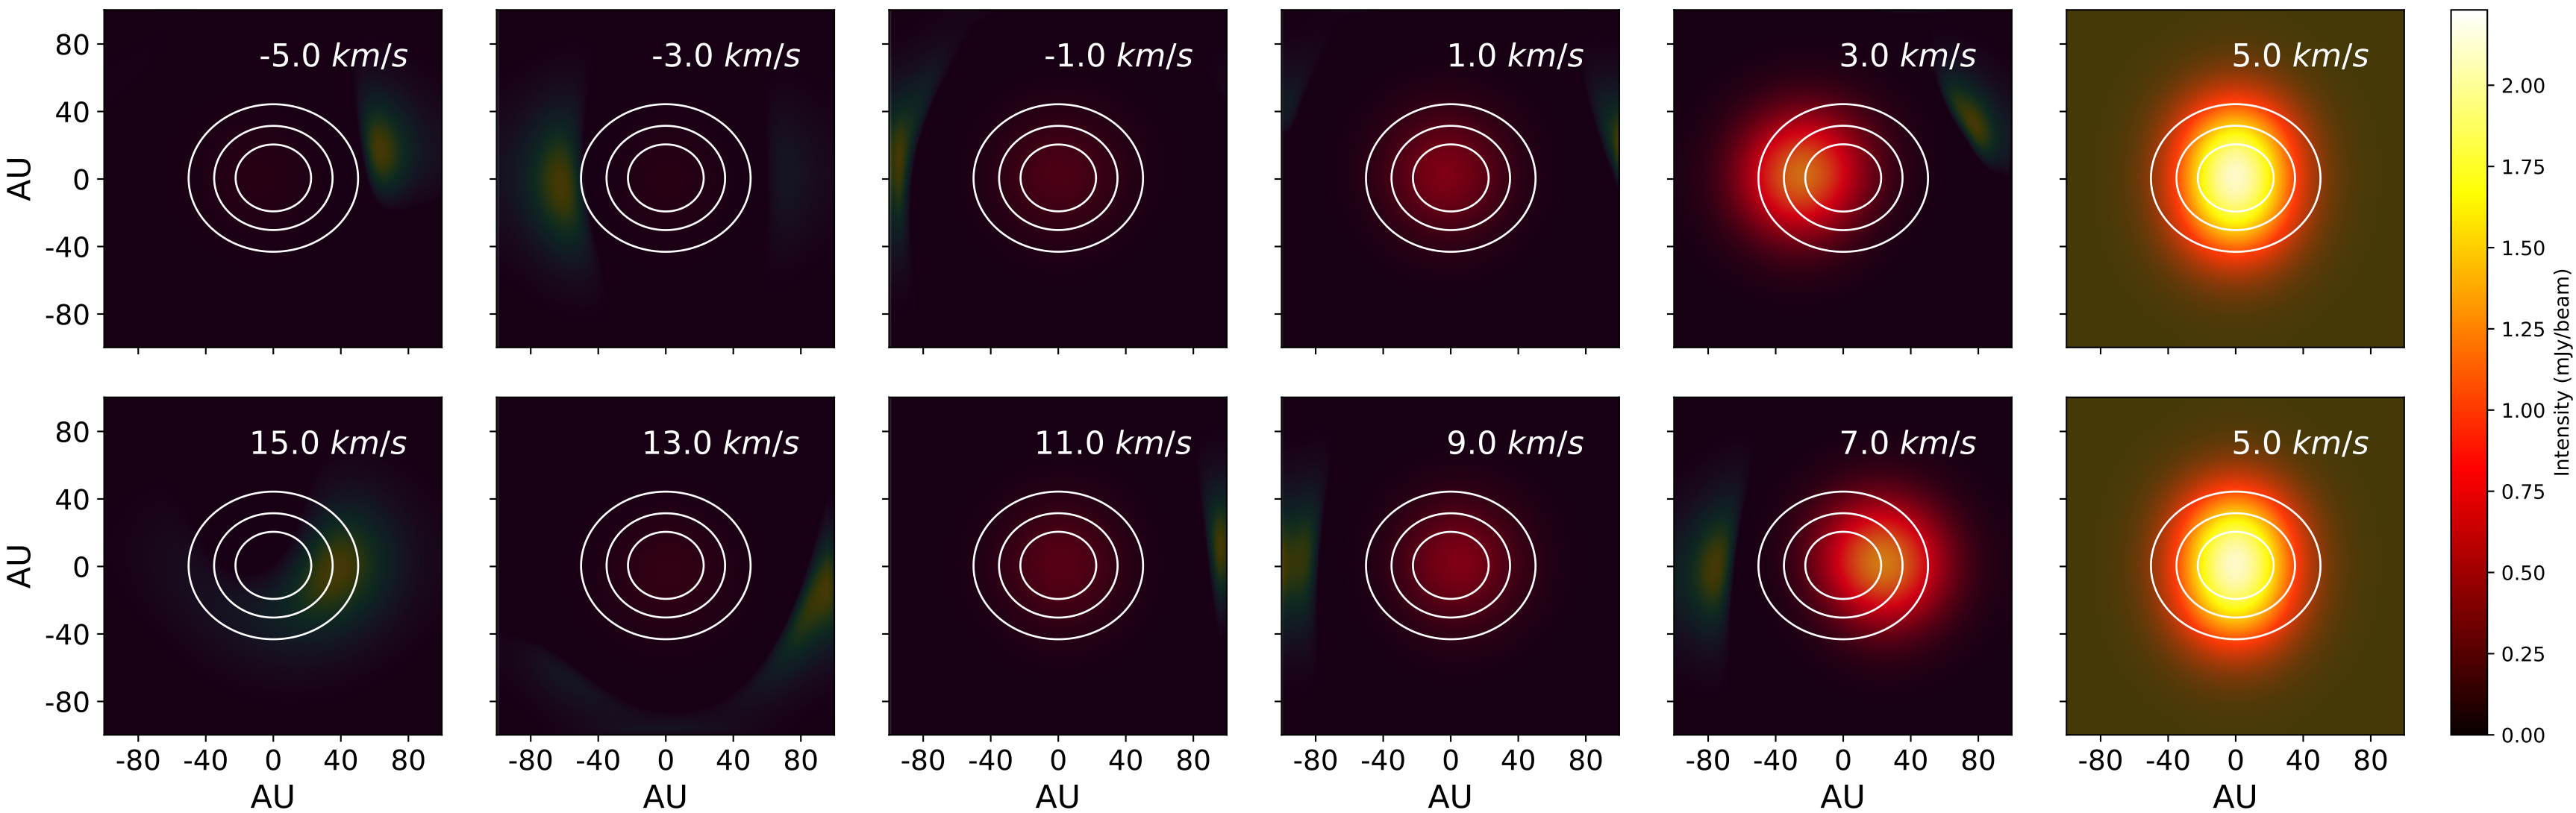 -5.0 km/s
-3.0 km/s
-1.0 km/s
1.0 km/s
3.0 km/s
5.0 km/s
80
40
0
-40
-80
AU
15.0 km/s
13.0 km/s
11.0 km/s
9.0 km/s
7.0 km/s
5.0 km/s
80
40
0
-40
-80
AU
-80 -40 0 40 80
-80 -40 0 40 80
-80 -40 0 40 80
-80 -40 0 40 80
-80 -40 0 40 80
-80 -40 0 40 80
AU
AU
AU
AU
AU
AU
2.00
1.75
1.50
1.25
1.00
0.75
0.50
0.25
0.00
Intensity (mJy/beam)